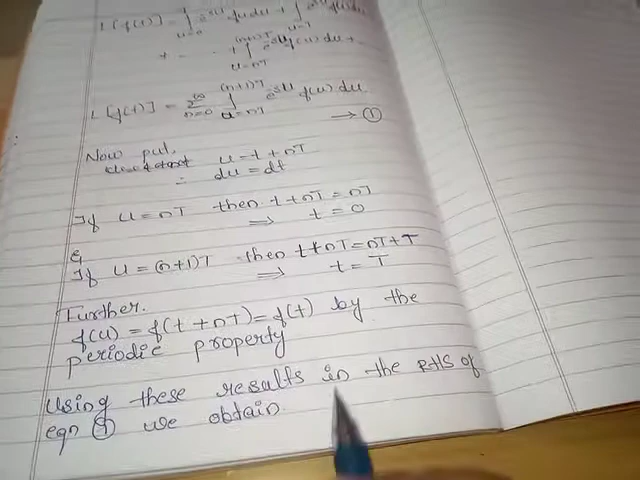 L[f(t)] = ∫ e^-su f(u) du + ∫ e^-su f(u) du
u=0 u=T
+ - - - + ∫ e^-su f(u) du + ..
(n+1)T
u=nT
L[f(t)] = Σ ∫ e^-su f(u) du.
∞ (n+1)T
n=0 u=nT
→ ①
Now put, u = t + nT
∴ du = dt
If u = nT then t + nT = nT
⇒ t = 0
&
If u = (n+1)T then t+nT = nT + T
⇒ t = T
Further.
f(u) = f(t + nT) = f(t) by the
periodic property
Using these results in the RHS of
eqn ① we obtain.